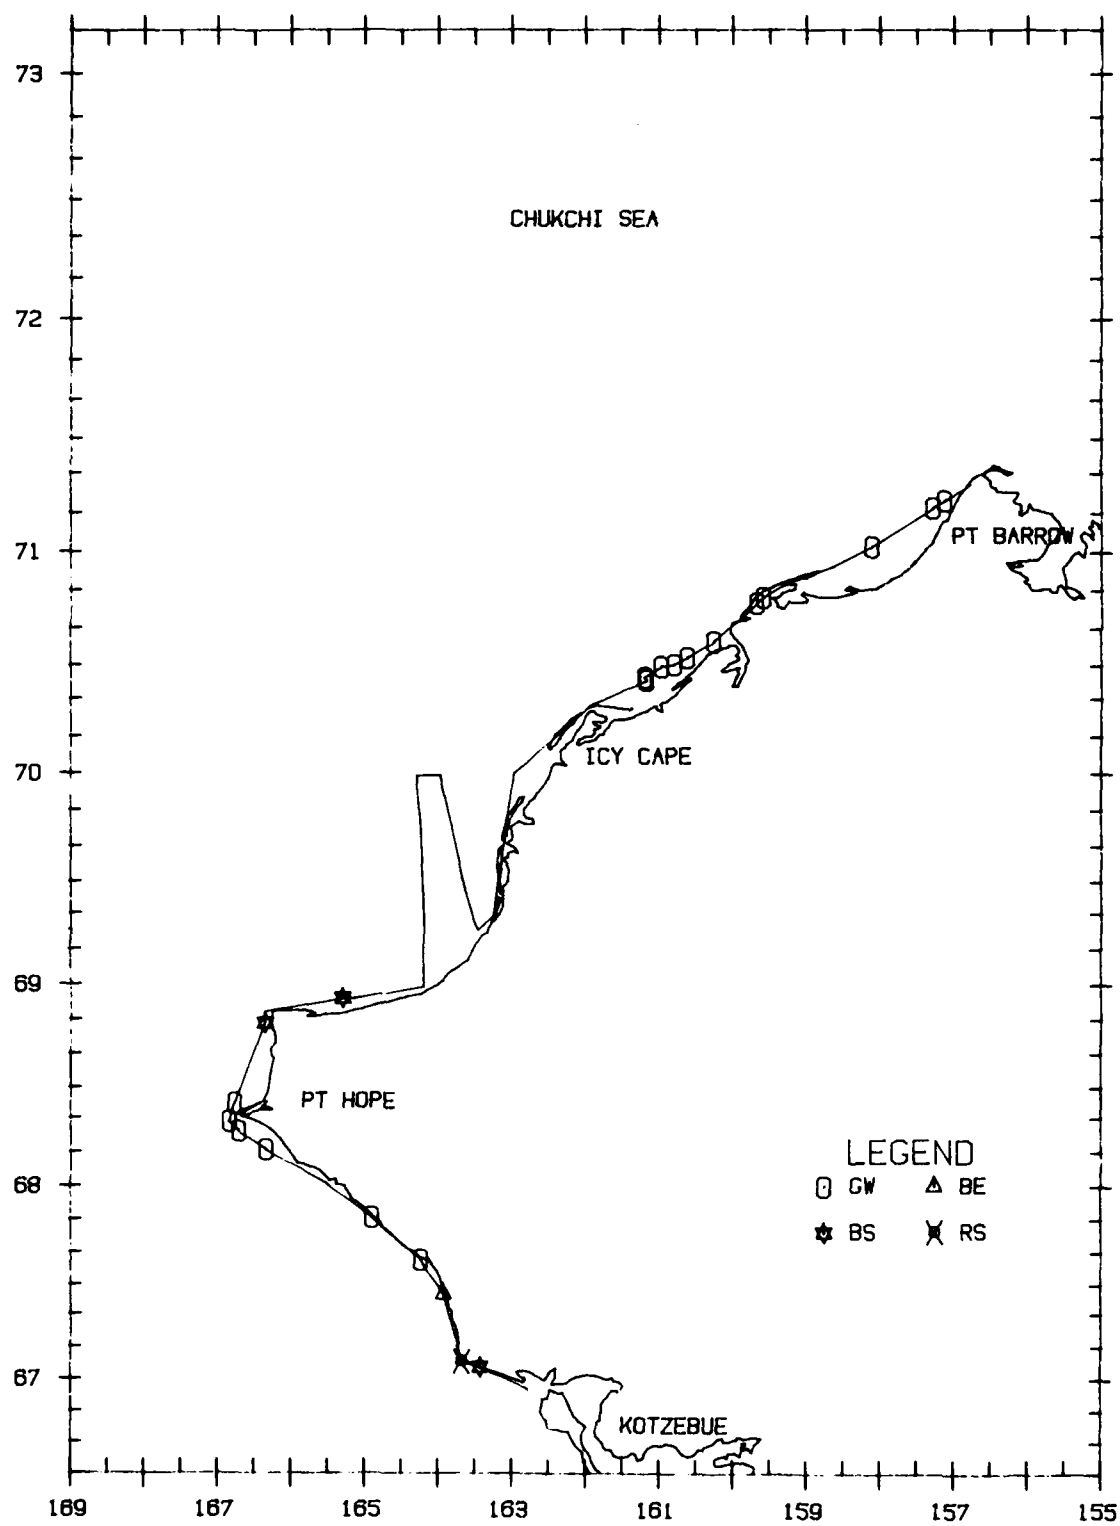 73
CHUKCHI SEA
72
71
PT BARROW
ICY CAPE
70
69
PT HOPE
LEGEND
68
GW BE
BS RS
67
KOTZEBUE
169 167 165 163 161 159 157 155